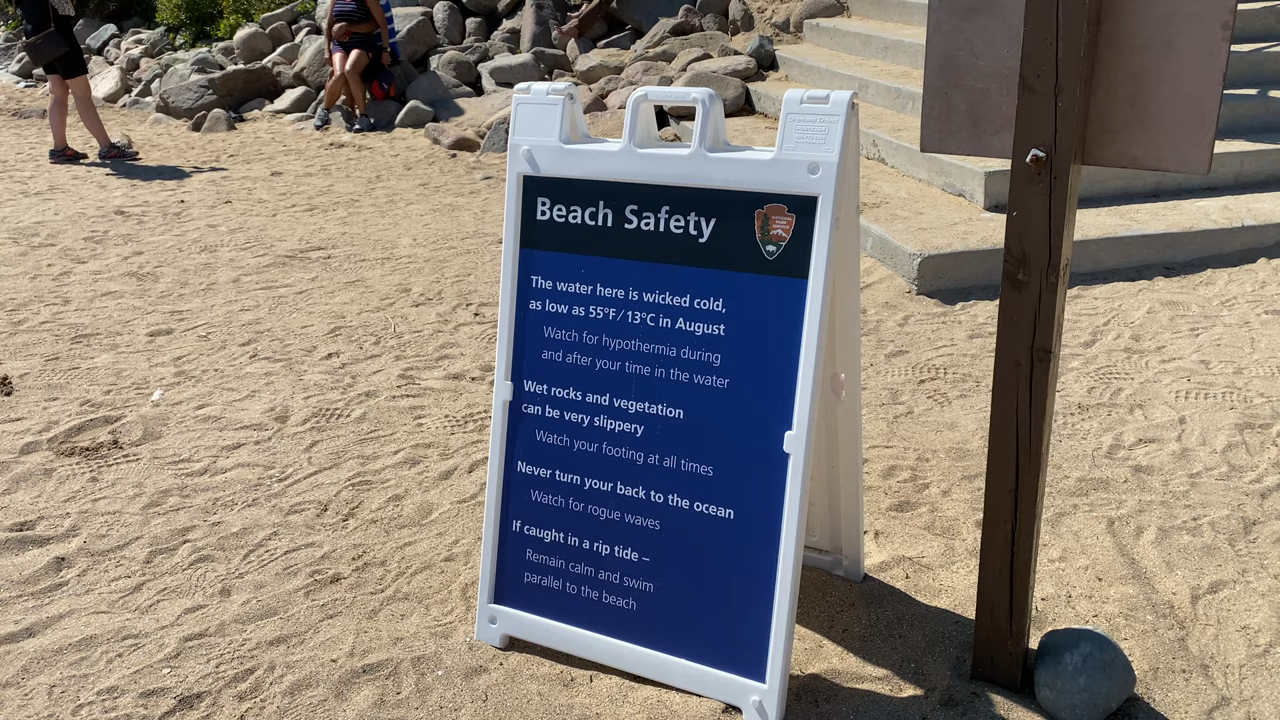 Beach Safety
NATIONAL
PARK
SERVICE
The water here is wicked cold,
as low as 55°F/13°C in August
Watch for hypothermia during
and after your time in the water
Wet rocks and vegetation
can be very slippery
Watch your footing at all times
Never turn your back to the ocean
Watch for rogue waves
If caught in a rip tide –
Remain calm and swim
parallel to the beach